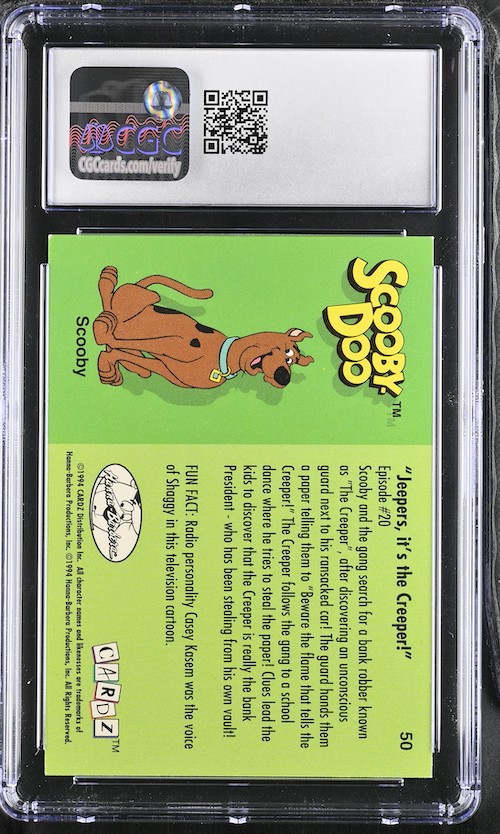 CGC
CGCcards.com/verify
SCOOBY
DOO
TM
Scooby
50
"Jeepers, it's the Creeper!"
Episode #20
Scooby and the gang search for a bank robber known
as "The Creeper", after discovering an unconscious
guard next to his ransacked car! The guard hands them
a paper telling them to "Beware the flame that tells the
Creeper!" The Creeper follows the gang to a school
dance where he tries to steal the paper! Clues lead the
kids to discover that the Creeper is really the bank
President - who has been stealing from his own vault!
FUN FACT: Radio personality Casey Kasem was the voice
of Shaggy in this television cartoon.
Hanna-Barbera
©1994 CARDZ Distribution Inc. All character names and likenesses are trademarks of
Hanna-Barbera Productions, Inc. ©1994 Hanna-Barbera Productions, Inc. All Rights Reserved.
CARDZ TM